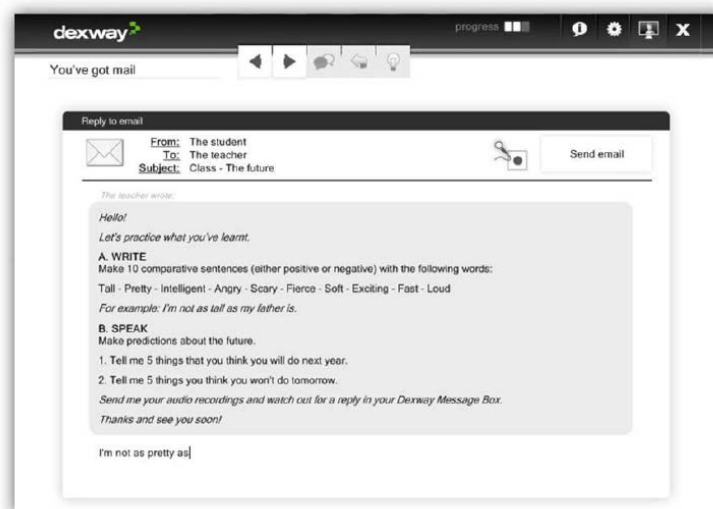 dexway
progress
You've got mail
Reply to email
From: The student
To: The teacher
Subject: Class - The future
Send email
The teacher wrote:
Hello!
Let's practice what you've learnt.
A. WRITE
Make 10 comparative sentences (either positive or negative) with the following words:
Tall - Pretty - Intelligent - Angry - Scary - Fierce - Soft - Exciting - Fast - Loud
For example: I'm not as tall as my father is.
B. SPEAK
Make predictions about the future.
1. Tell me 5 things that you think you will do next year.
2. Tell me 5 things you think you won't do tomorrow.
Send me your audio recordings and watch out for a reply in your Dexway Message Box.
Thanks and see you soon!
I'm not as pretty as